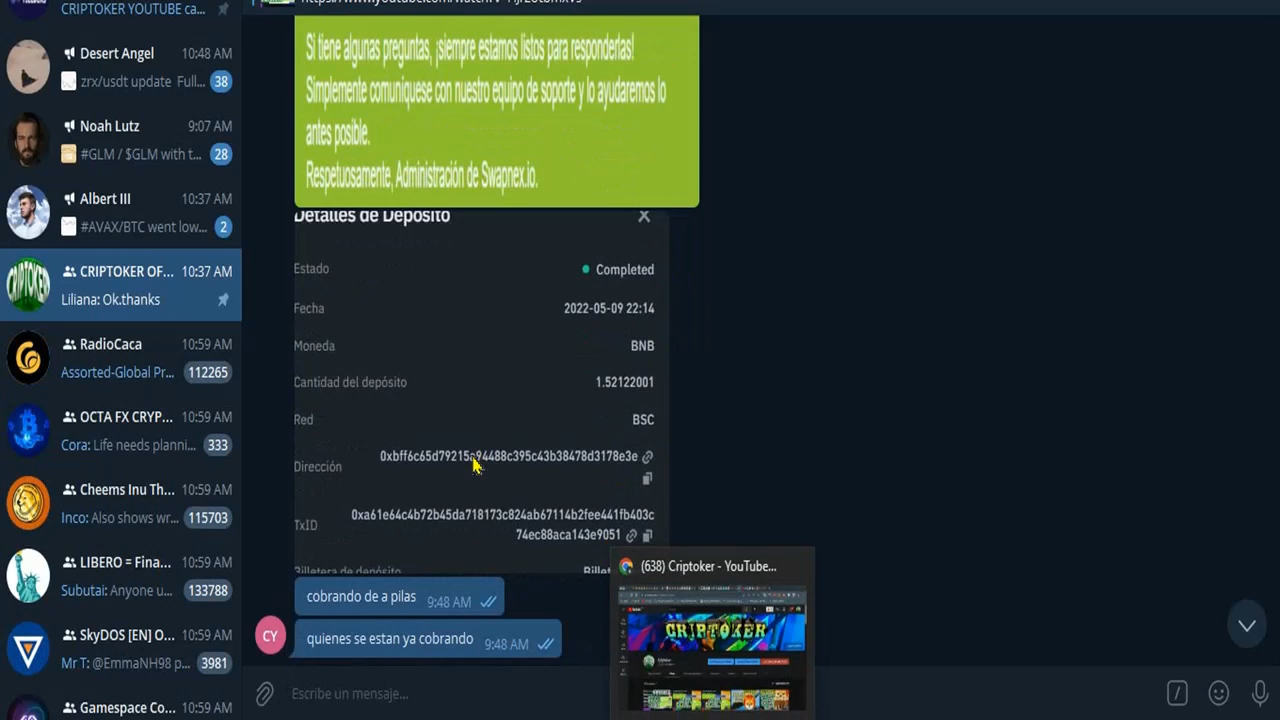 CRIPTOKER YOUTUBE ca...
Desert Angel 10:48 AM
zrx/usdt update Full... 38
Noah Lutz 9:07 AM
#GLM / $GLM with t... 28
Albert III 10:37 AM
#AVAX/BTC went low... 2
CRIPTOKER OF... 10:37 AM
Liliana: Ok.thanks
RadioCaca 10:59 AM
Assorted-Global Pr... 112265
OCTA FX CRYP... 10:59 AM
Cora: Life needs planni... 333
Cheems Inu Th... 10:59 AM
Inco: Also shows wr... 115703
LIBERO = Fina... 10:59 AM
Subutai: Anyone u... 133788
SkyDOS [EN] O... 10:59 AM
Mr T: @EmmaNH98 p... 3981
Gamespace Co... 10:59 AM
Si tiene algunas preguntas, ¡siempre estamos listos para responderlas!
Simplemente comuníquese con nuestro equipo de soporte y lo ayudaremos lo
antes posible.
Respetuosamente, Administración de Swapnex.io.
Detalles de Depósito X
Estado Completed
Fecha 2022-05-09 22:14
Moneda BNB
Cantidad del depósito 1.52122001
Red BSC
Dirección 0xbff6c65d79215a94488c395c43b38478d3178e3e
TxID 0xa61e64c4b72b45da718173c824ab67114b2fee441fb403c
74ec88aca143e9051
Billetera de depósito
cobrando de a pilas 9:48 AM
CY quienes se estan ya cobrando 9:48 AM
(638) Criptoker - YouTube...
CRIPTOKER
Escribe un mensaje...